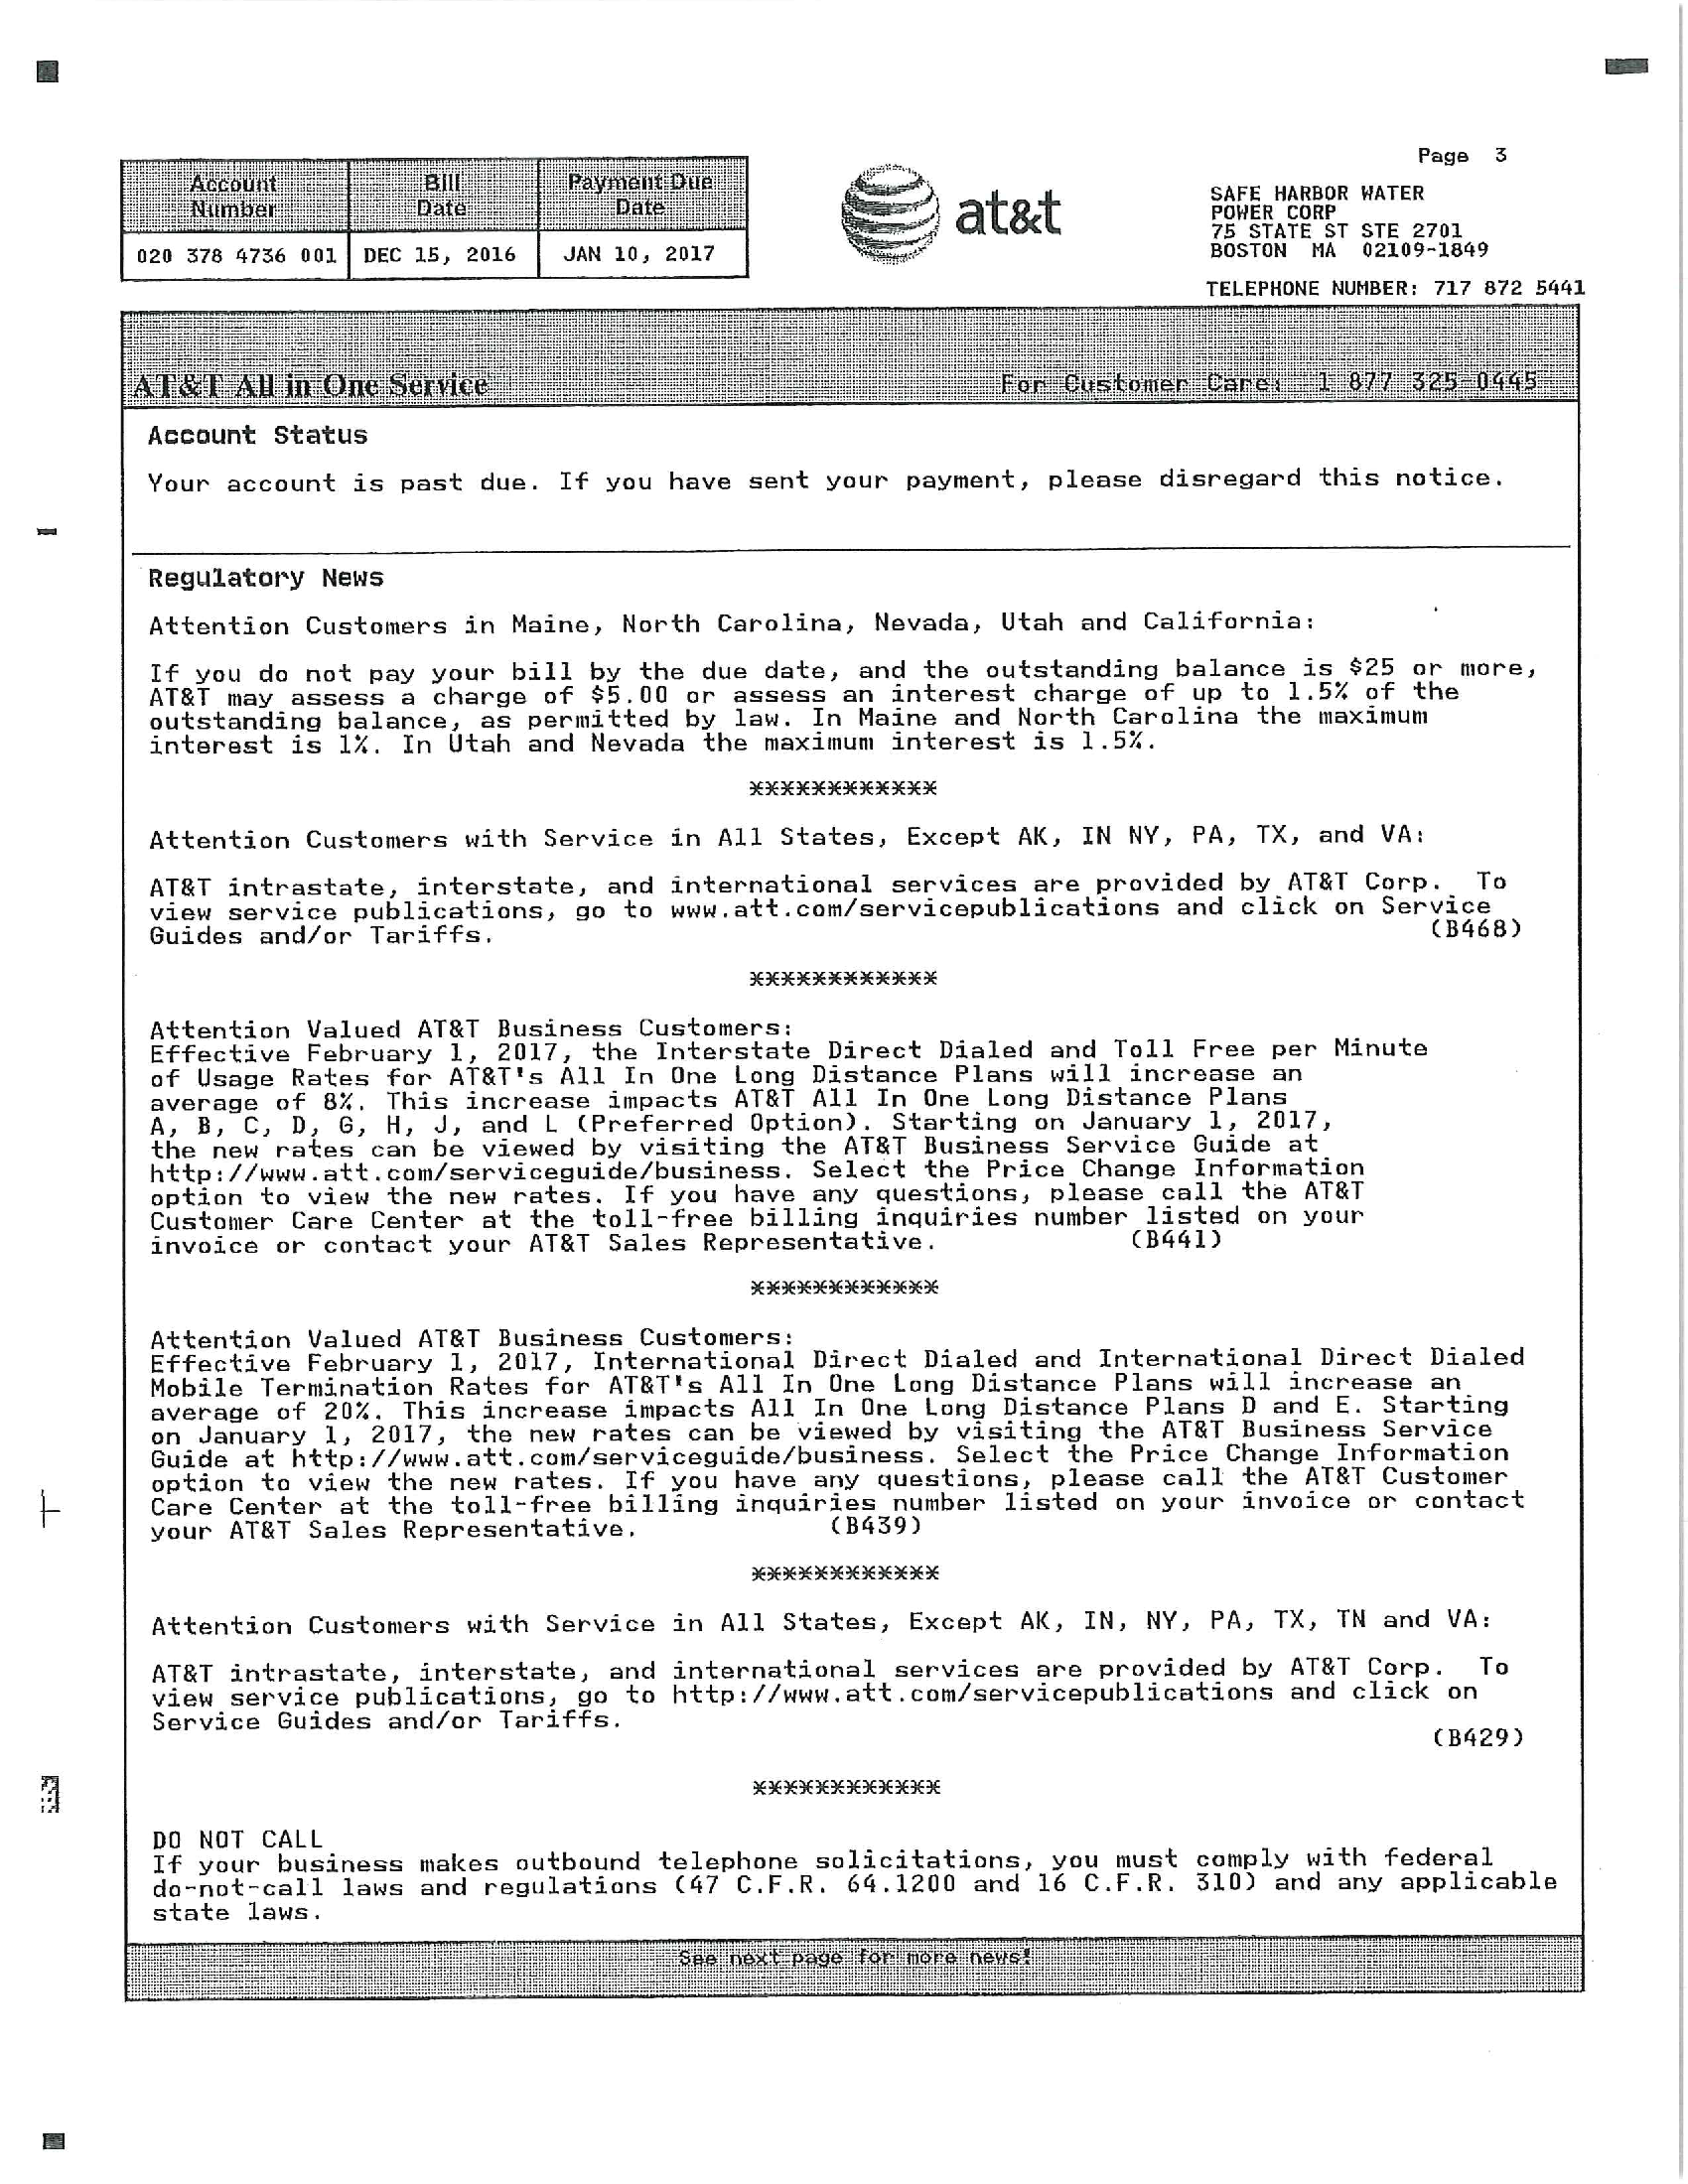 Page 3
Account Number
Bill Date
Payment Due Date
020 378 4736 001
DEC 15, 2016
JAN 10, 2017
at&t
SAFE HARBOR WATER
POWER CORP
75 STATE ST STE 2701
BOSTON MA 02109-1849
TELEPHONE NUMBER: 717 872 5441
AT&T All in One Service
For Customer Care: 1 877 325-0445
Account Status
Your account is past due. If you have sent your payment, please disregard this notice.
Regulatory News
Attention Customers in Maine, North Carolina, Nevada, Utah and California:
If you do not pay your bill by the due date, and the outstanding balance is $25 or more,
AT&T may assess a charge of $5.00 or assess an interest charge of up to 1.5% of the
outstanding balance, as permitted by law. In Maine and North Carolina the maximum
interest is 1%. In Utah and Nevada the maximum interest is 1.5%.
************
Attention Customers with Service in All States, Except AK, IN NY, PA, TX, and VA:
AT&T intrastate, interstate, and international services are provided by AT&T Corp. To
view service publications, go to www.att.com/servicepublications and click on Service
Guides and/or Tariffs. (B468)
************
Attention Valued AT&T Business Customers:
Effective February 1, 2017, the Interstate Direct Dialed and Toll Free per Minute
of Usage Rates for AT&T's All In One Long Distance Plans will increase an
average of 8%. This increase impacts AT&T All In One Long Distance Plans
A, B, C, D, G, H, J, and L (Preferred Option). Starting on January 1, 2017,
the new rates can be viewed by visiting the AT&T Business Service Guide at
http://www.att.com/serviceguide/business. Select the Price Change Information
option to view the new rates. If you have any questions, please call the AT&T
Customer Care Center at the toll-free billing inquiries number listed on your
invoice or contact your AT&T Sales Representative. (B441)
************
Attention Valued AT&T Business Customers:
Effective February 1, 2017, International Direct Dialed and International Direct Dialed
Mobile Termination Rates for AT&T's All In One Long Distance Plans will increase an
average of 20%. This increase impacts All In One Long Distance Plans D and E. Starting
on January 1, 2017, the new rates can be viewed by visiting the AT&T Business Service
Guide at http://www.att.com/serviceguide/business. Select the Price Change Information
option to view the new rates. If you have any questions, please call the AT&T Customer
Care Center at the toll-free billing inquiries number listed on your invoice or contact
your AT&T Sales Representative. (B439)
************
Attention Customers with Service in All States, Except AK, IN, NY, PA, TX, TN and VA:
AT&T intrastate, interstate, and international services are provided by AT&T Corp. To
view service publications, go to http://www.att.com/servicepublications and click on
Service Guides and/or Tariffs.
(B429)
************
DO NOT CALL
If your business makes outbound telephone solicitations, you must comply with federal
do-not-call laws and regulations (47 C.F.R. 64.1200 and 16 C.F.R. 310) and any applicable
state laws.
See next page for more news!